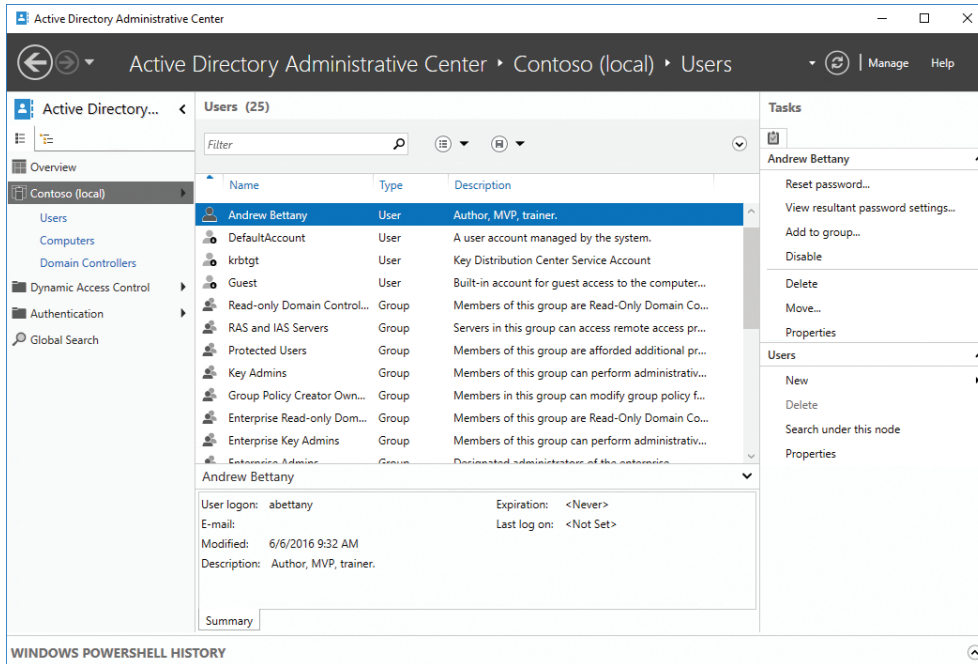 Active Directory Administrative Center
Active Directory Administrative Center • Contoso (local) • Users
Manage Help
Active Directory...
Overview
Contoso (local)
Users
Computers
Domain Controllers
Dynamic Access Control
Authentication
Global Search
Users (25)
Filter
Name Type Description
Andrew Bettany User Author, MVP, trainer.
DefaultAccount User A user account managed by the system.
krbtgt User Key Distribution Center Service Account
Guest User Built-in account for guest access to the computer...
Read-only Domain Control... Group Members of this group are Read-Only Domain Co...
RAS and IAS Servers Group Servers in this group can access remote access pr...
Protected Users Group Members of this group are afforded additional pr...
Key Admins Group Members of this group can perform administrativ...
Group Policy Creator Own... Group Members in this group can modify group policy f...
Enterprise Read-only Dom... Group Members of this group are Read-Only Domain Co...
Enterprise Key Admins Group Members of this group can perform administrativ...
Enterprise Admins Group Designated administrators of the enterprise
Andrew Bettany
User logon: abettany Expiration: <Never>
E-mail: Last log on: <Not Set>
Modified: 6/6/2016 9:32 AM
Description: Author, MVP, trainer.
Summary
Tasks
Andrew Bettany
Reset password...
View resultant password settings...
Add to group...
Disable
Delete
Move...
Properties
Users
New
Delete
Search under this node
Properties
WINDOWS POWERSHELL HISTORY